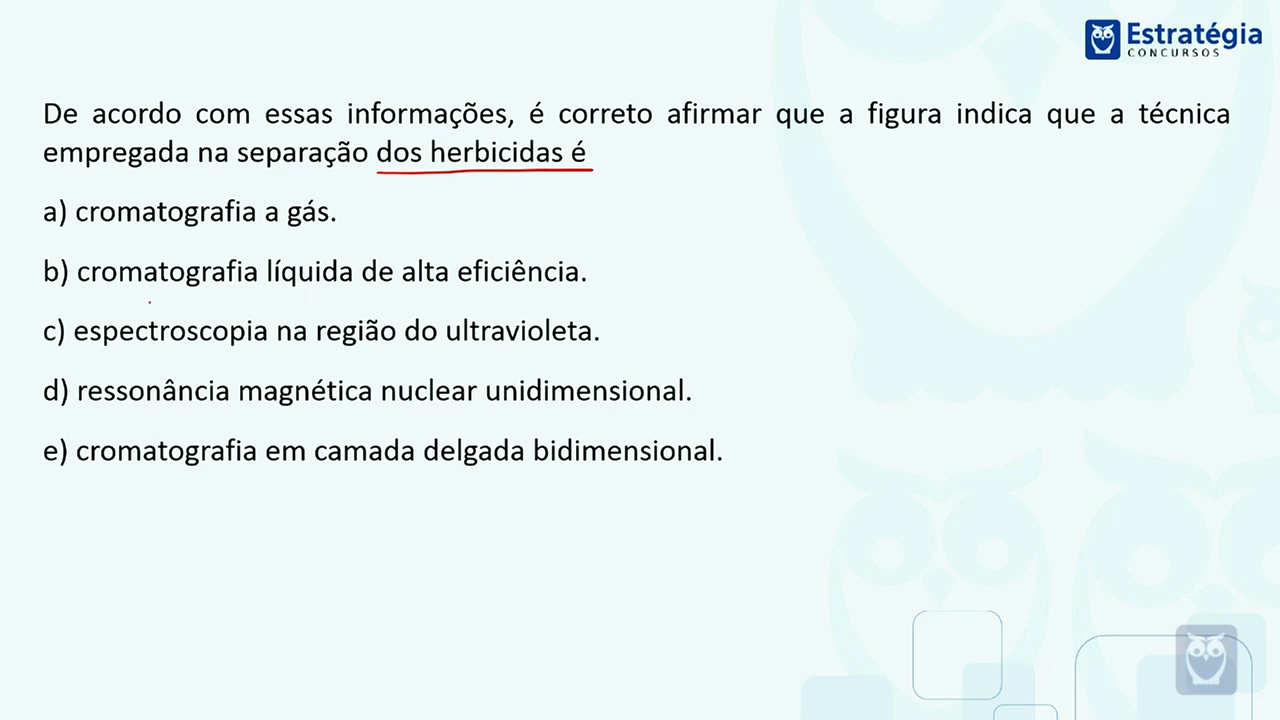 Estratégia
CONCURSOS
De acordo com essas informações, é correto afirmar que a figura indica que a técnica
empregada na separação dos herbicidas é
a) cromatografia a gás.
b) cromatografia líquida de alta eficiência.
c) espectroscopia na região do ultravioleta.
d) ressonância magnética nuclear unidimensional.
e) cromatografia em camada delgada bidimensional.